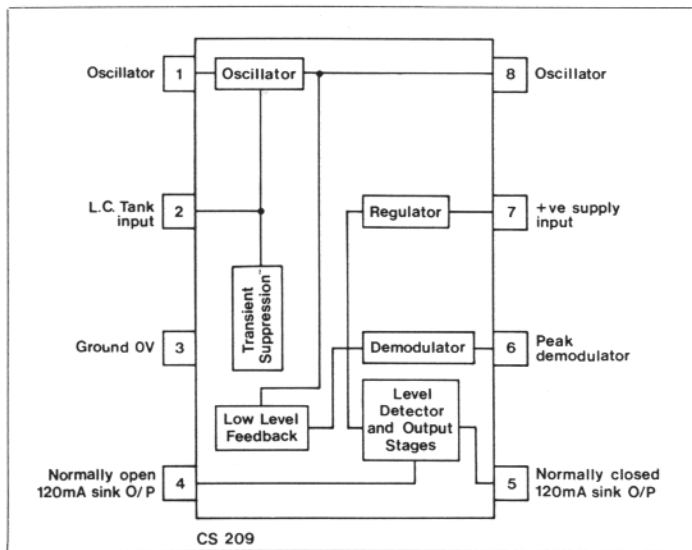 Oscillator
1
Oscillator
8
Oscillator
L.C. Tank
input
2
Regulator
7
+ve supply
input
Transient
Suppression
Ground 0V
3
Demodulator
6
Peak
demodulator
Low Level
Feedback
Level
Detector
and Output
Stages
Normally open
120mA sink O/P
4
5
Normally closed
120mA sink O/P
CS 209